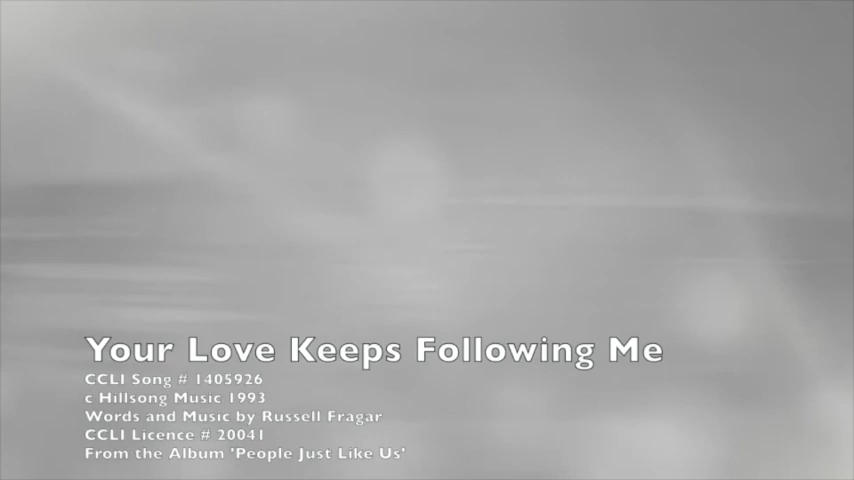 Your Love Keeps Following Me
CCLI Song # 1405926
c Hillsong Music 1993
Words and Music by Russell Fragar
CCLI Licence # 20041
From the Album 'People Just Like Us'